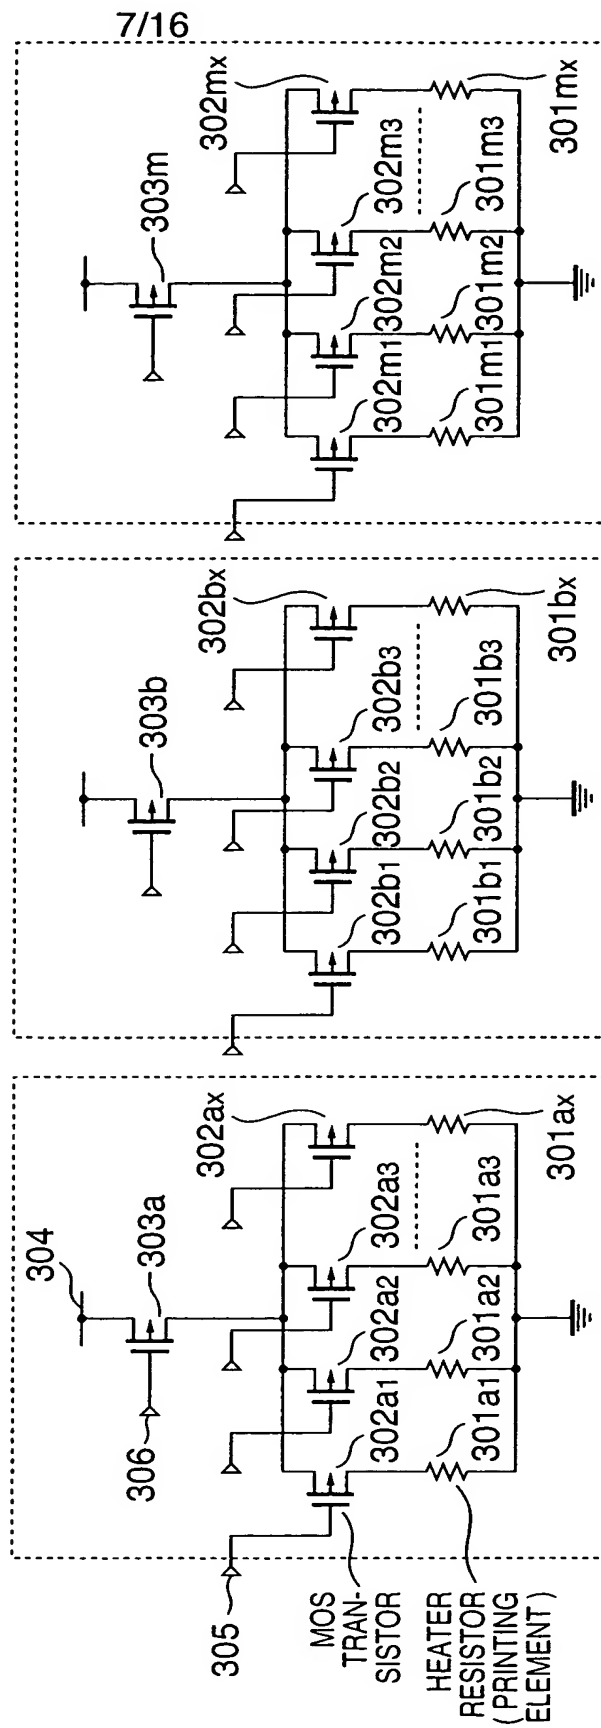 7/16
304
303a
306
302ax
302a3
302a2
302a1
305
MOS
TRAN-
SISTOR
301a1
301a2
301a3
301ax
HEATER
RESISTOR
(PRINTING
ELEMENT)
303b
302bx
302b3
302b2
302b1
301b1
301b2
301b3
301bx
303m
302mx
302m3
302m2
302m1
301m1
301m2
301m3
301mx